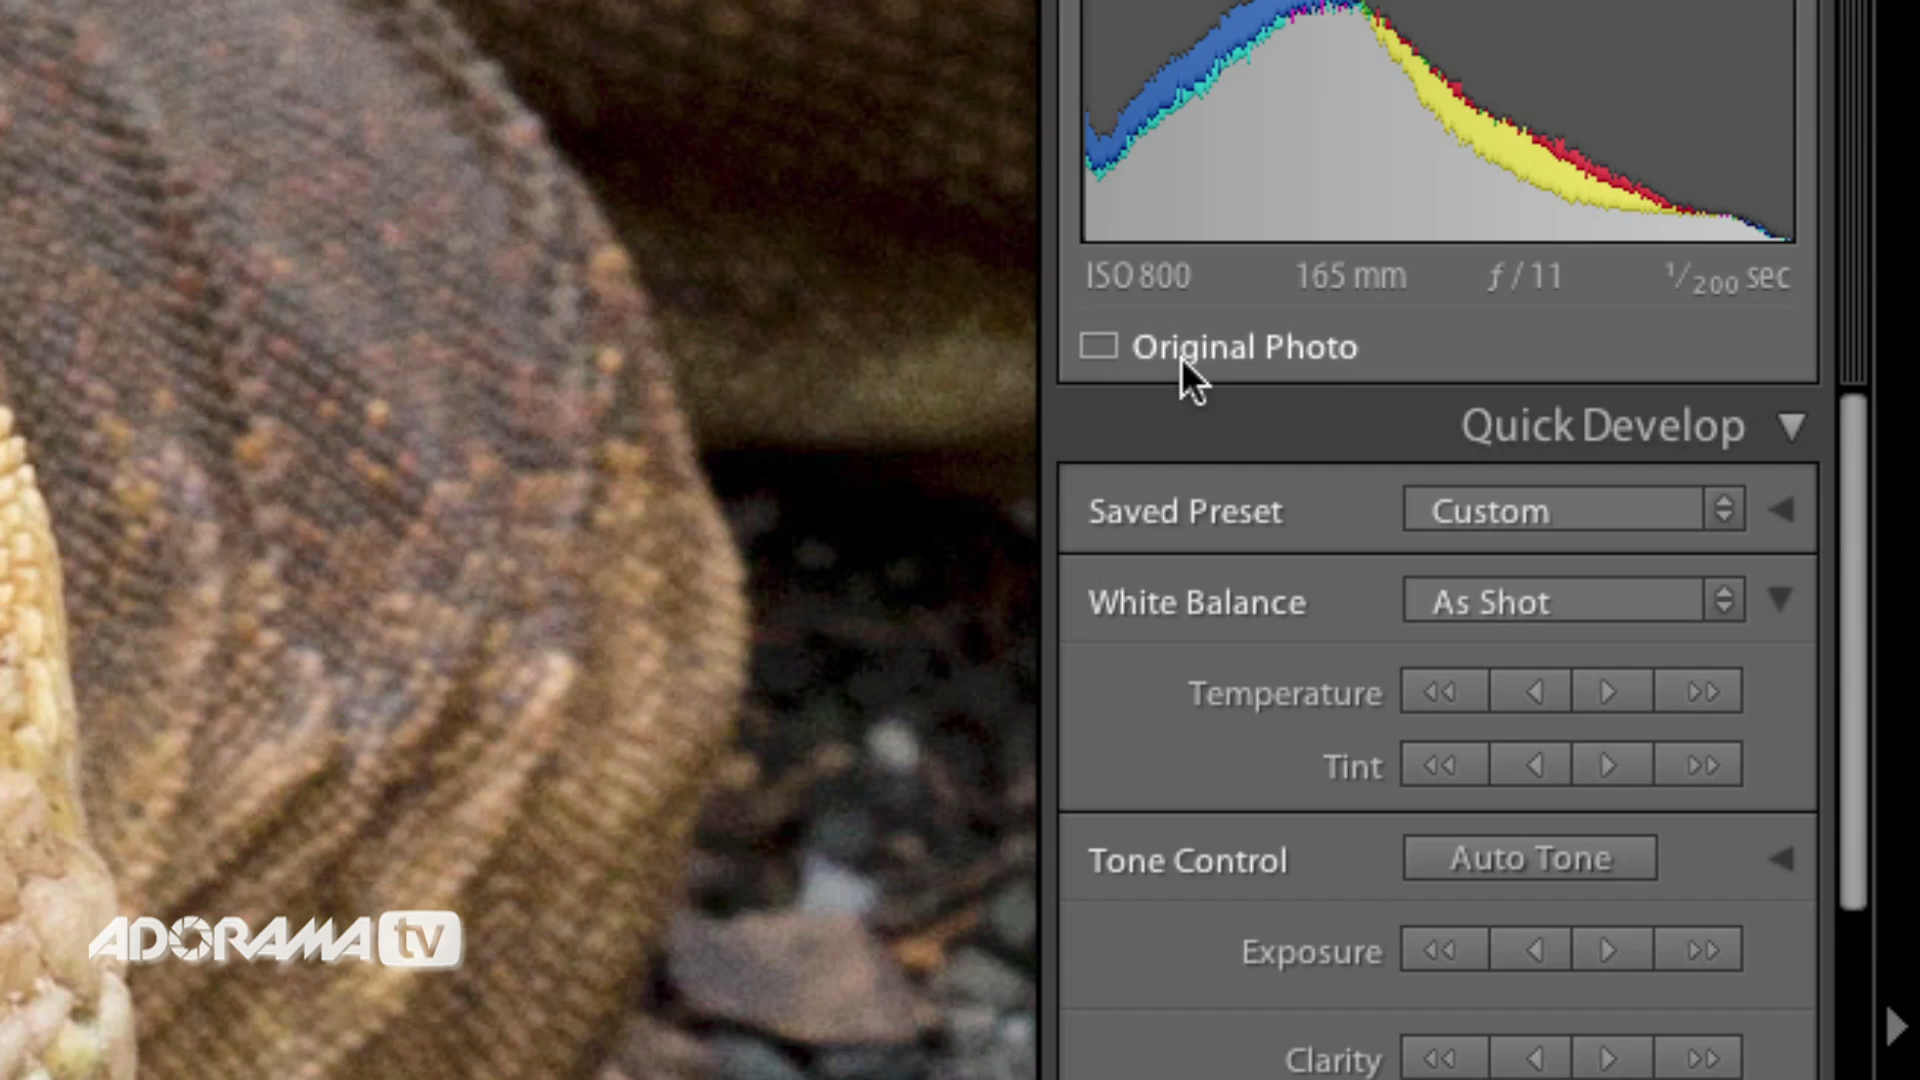 ISO 800 165 mm ƒ / 11 1/200 sec
Original Photo
Quick Develop
Saved Preset Custom
White Balance As Shot
Temperature
Tint
Tone Control Auto Tone
Exposure
Clarity
ADORAMA tv